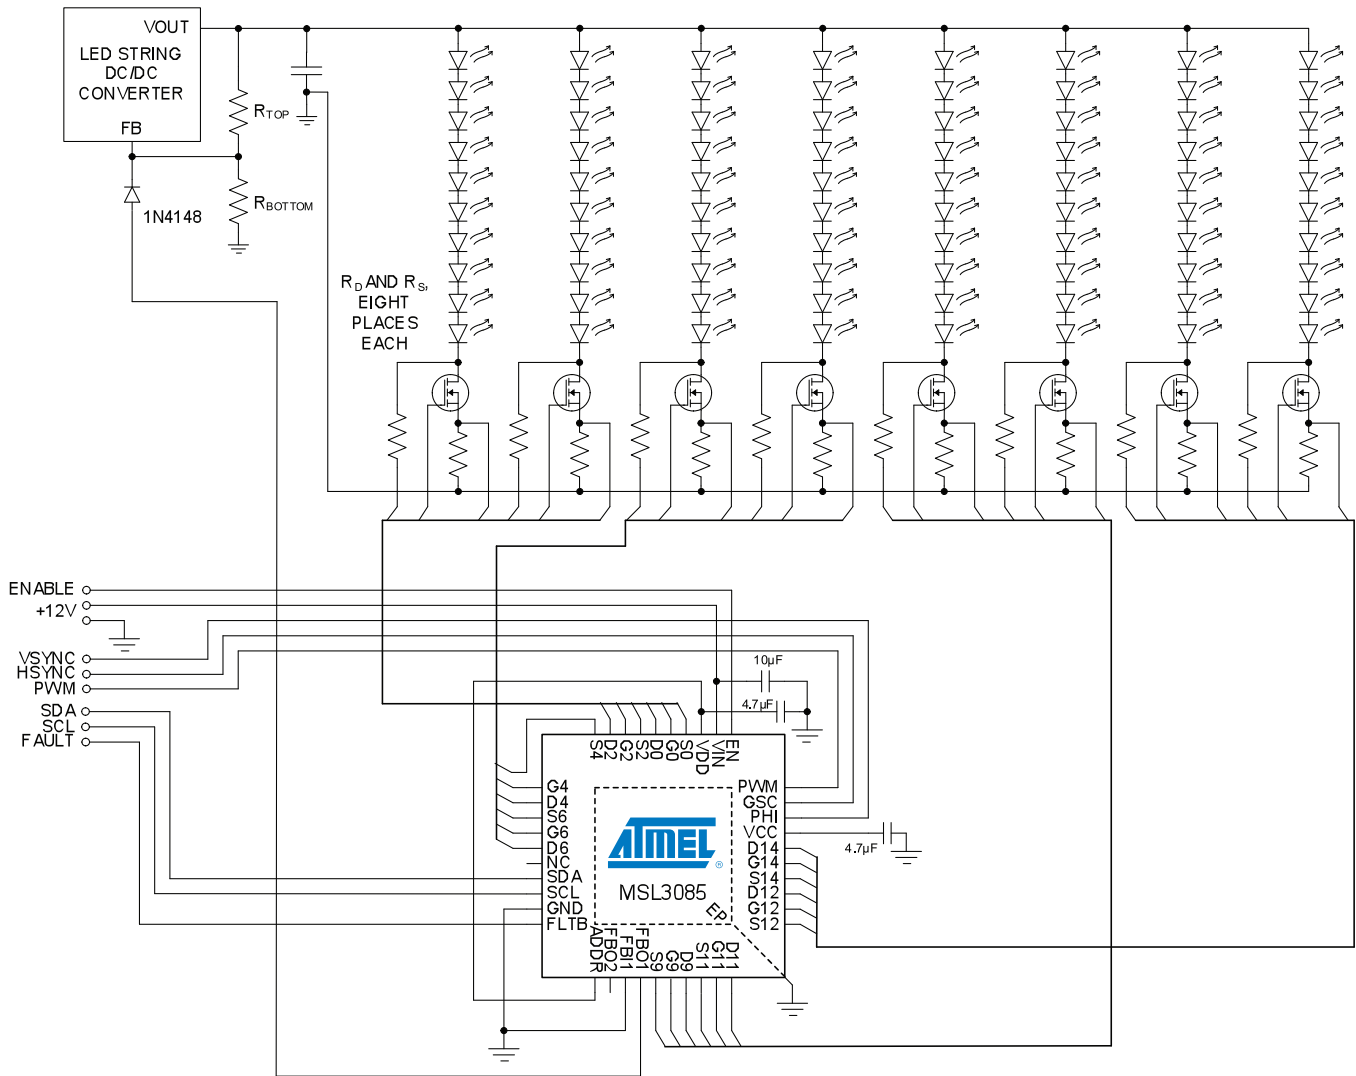 VOUT
LED STRING
DC/DC
CONVERTER
FB
RTOP
RBOTTOM
1N4148
RD AND RS,
EIGHT
PLACES
EACH
ENABLE
+12V
VSYNC
HSYNC
PWM
SDA
SCL
FAULT
10µF
4.7µF
S4
D2
G2
S2
D0
G0
S0
VDD
VIN
EN
G4
D4
S6
G6
D6
NC
SDA
SCL
GND
FLTB
PWM
GSC
PHI
VCC
D14
G14
S14
D12
G12
S12
4.7µF
ATMEL
®
MSL3085
EP
ADDR
FBO2
FBI1
FBO1
S9
G9
D9
S11
G11
D11